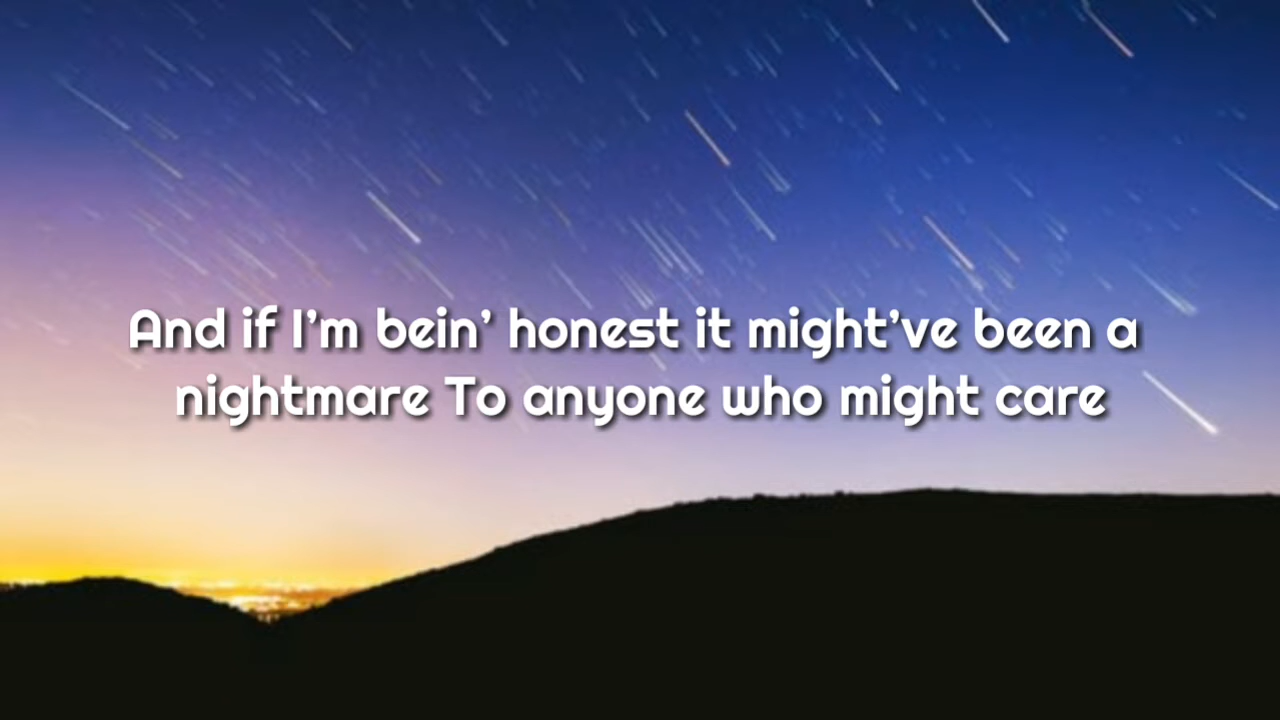 And if I’m bein’ honest it might’ve been a
nightmare To anyone who might care